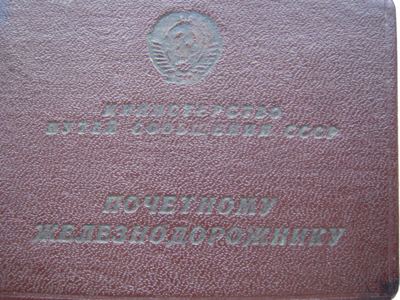 МИНИСТЕРСТВО
ПУТЕЙ СООБЩЕНИЯ СССР
ПОЧЕТНОМУ
ЖЕЛЕЗНОДОРОЖНИКУ